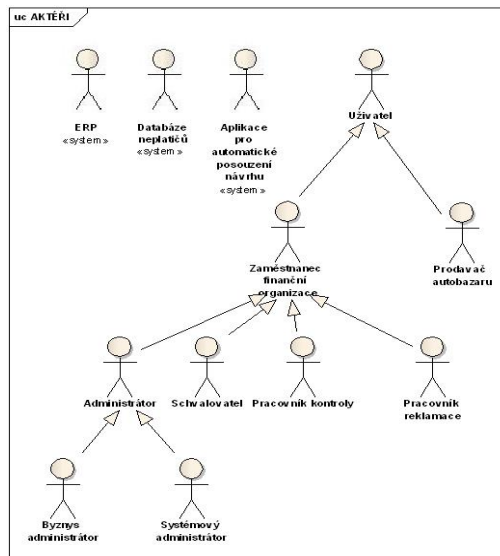 uc AKTÉŘI
ERP
«system»
Databáze
neplatičů
«system»
Aplikace
pro
automatické
posouzení
návrhu
«system»
Uživatel
Zaměstnanec
finanční
organizace
Prodavač
autobazaru
Administrátor
Schvalovatel
Pracovník kontroly
Pracovník
reklamace
Byznys
administrátor
Systémový
administrátor